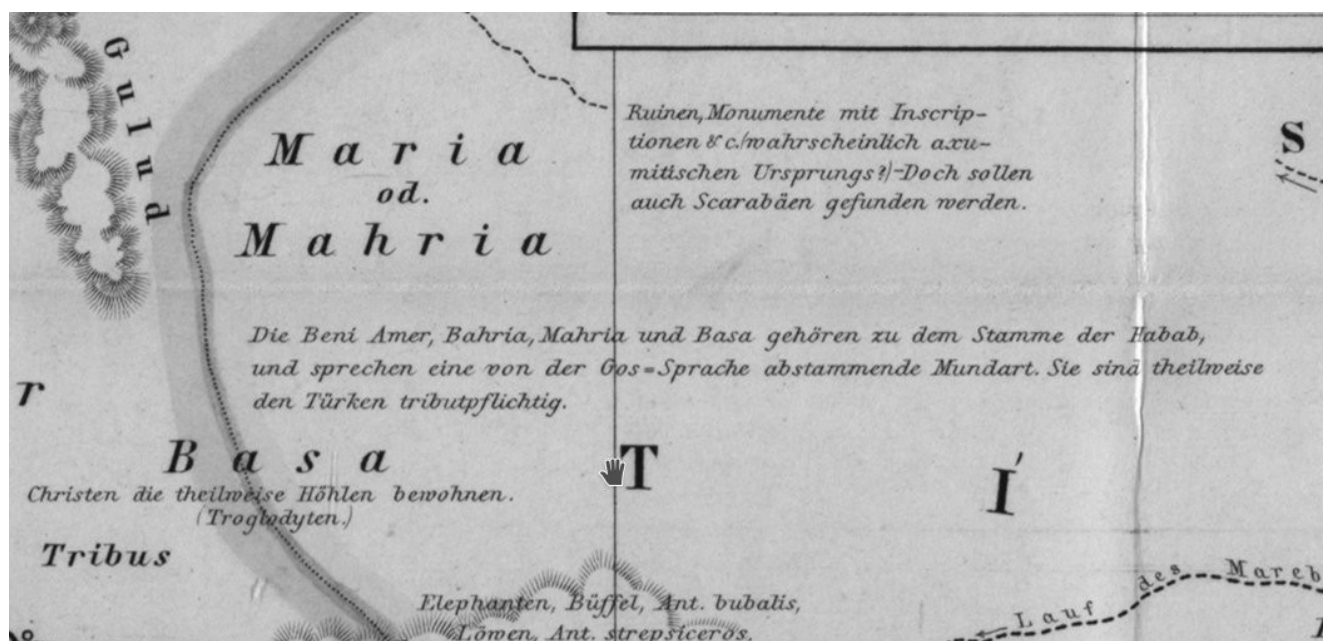 Gulud
Maria
od.
Mahria
Ruinen, Monumente mit Inscrip-
tionen & c. (wahrscheinlich axu-
mitischen Ursprungs?)-Doch sollen
auch Scarabäen gefunden werden.
S
Die Beni Amer, Bahria, Mahria und Basa gehören zu dem Stamme der Habab,
und sprechen eine von der Gos=Sprache abstammende Mundart. Sie sind theilweise
den Türken tributpflichtig.
r
Basa
Christen die theilweise Höhlen bewohnen.
(Troglodyten.)
Tribus
T
Í
Lauf des Mareb
Elephanten, Büffel, Ant. bubalis,
Löwen, Ant. strepsiceros,